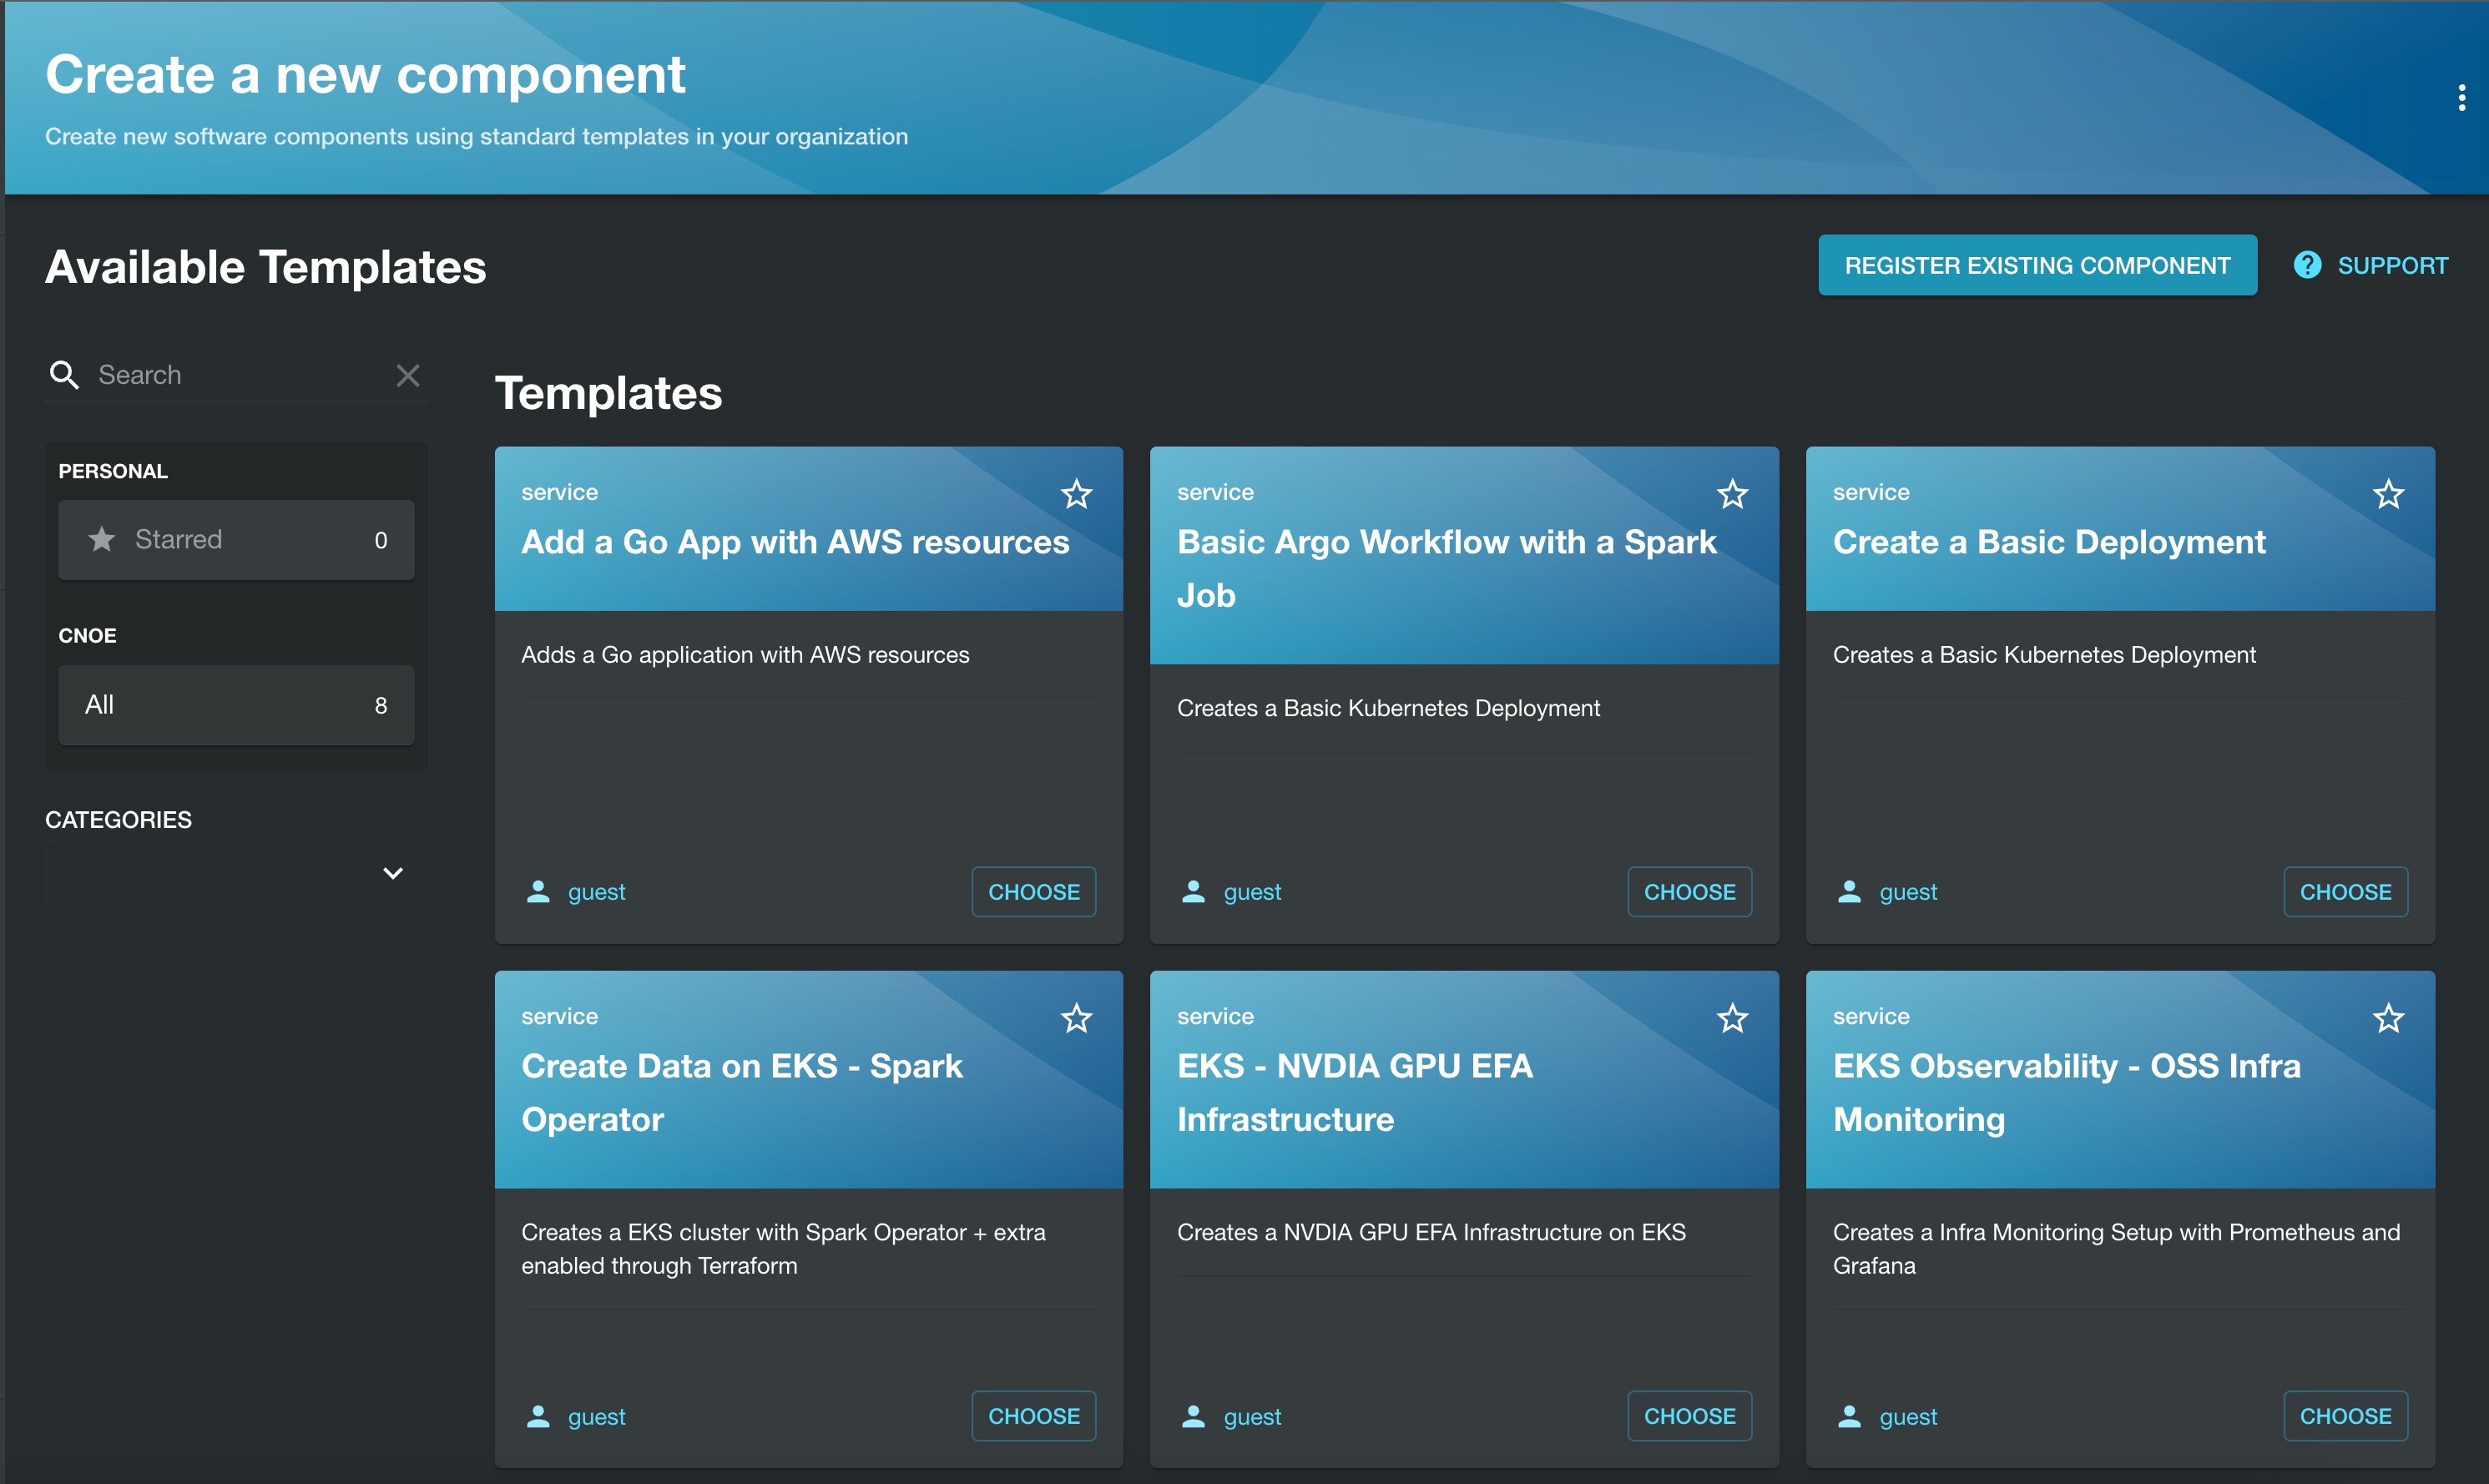 Create a new component
Create new software components using standard templates in your organization
Available Templates
REGISTER EXISTING COMPONENT
SUPPORT
Search
PERSONAL
Starred 0
CNOE
All 8
CATEGORIES
Templates
service
Add a Go App with AWS resources
Adds a Go application with AWS resources
guest
CHOOSE
service
Basic Argo Workflow with a Spark
Job
Creates a Basic Kubernetes Deployment
guest
CHOOSE
service
Create a Basic Deployment
Creates a Basic Kubernetes Deployment
guest
CHOOSE
service
Create Data on EKS - Spark
Operator
Creates a EKS cluster with Spark Operator + extra
enabled through Terraform
guest
CHOOSE
service
EKS - NVDIA GPU EFA
Infrastructure
Creates a NVDIA GPU EFA Infrastructure on EKS
guest
CHOOSE
service
EKS Observability - OSS Infra
Monitoring
Creates a Infra Monitoring Setup with Prometheus and
Grafana
guest
CHOOSE